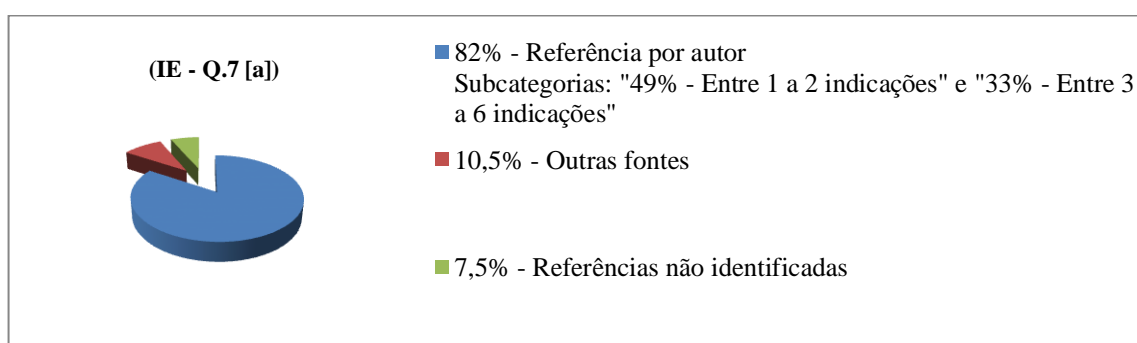 (IE - Q.7 [a])
82% - Referência por autor
Subcategorias: "49% - Entre 1 a 2 indicações" e "33% - Entre 3
a 6 indicações"
10,5% - Outras fontes
7,5% - Referências não identificadas